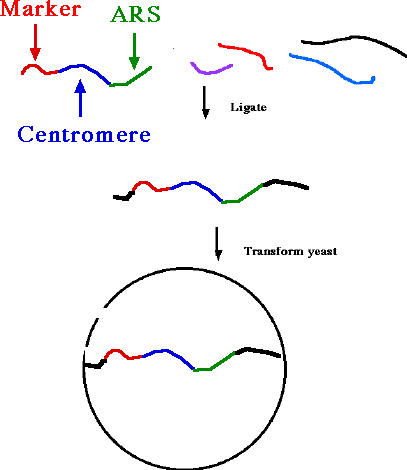 Marker
ARS
Centromere
Ligate
Transform yeast